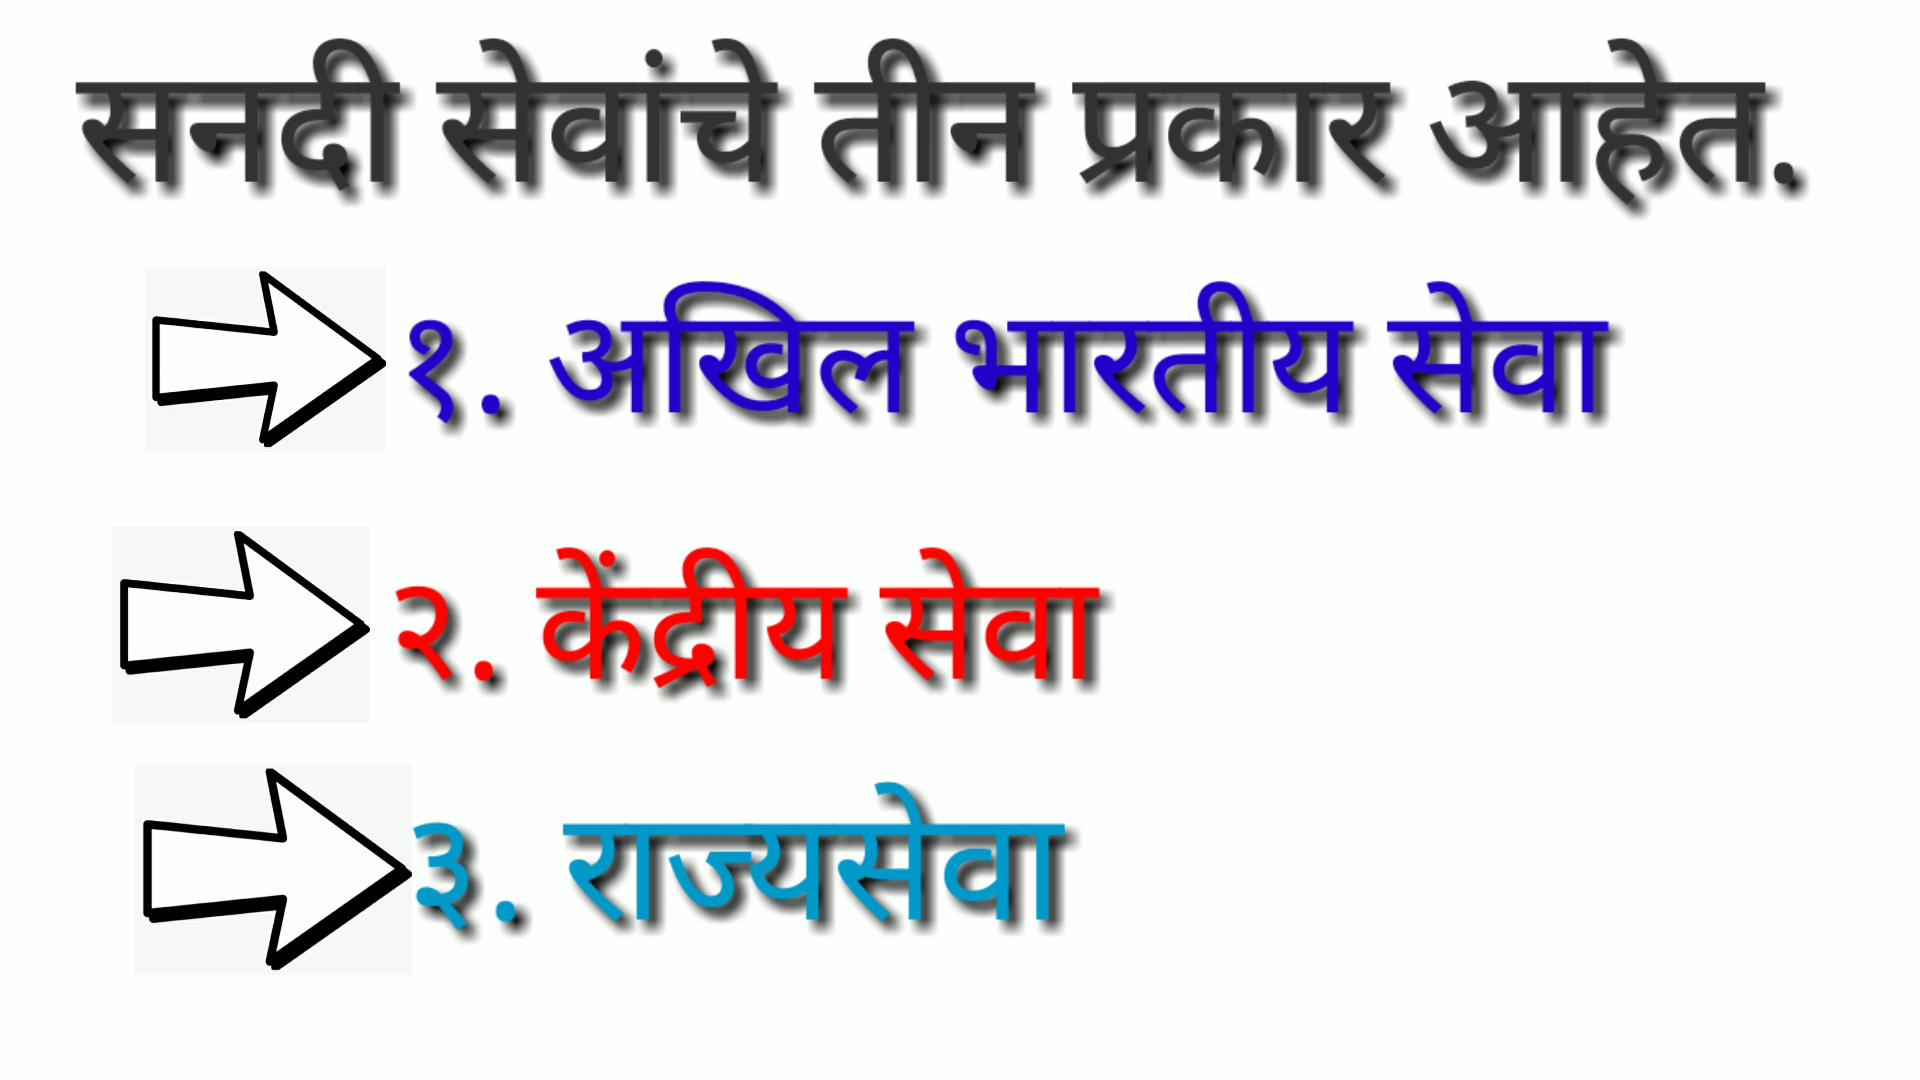 सनदी सेवांचे तीन प्रकार आहेत.
१. अखिल भारतीय सेवा
२. केंद्रीय सेवा
३. राज्यसेवा